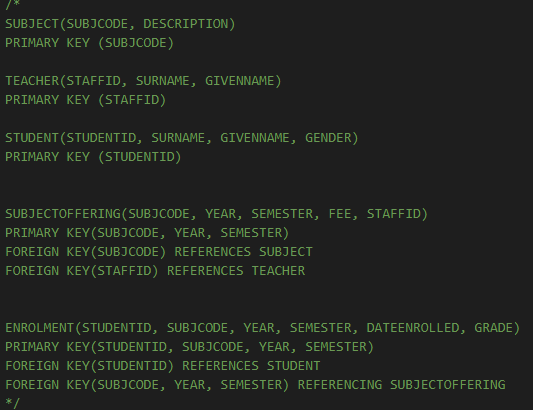 /*
SUBJECT(SUBJCODE, DESCRIPTION)
PRIMARY KEY (SUBJCODE)
TEACHER(STAFFID, SURNAME, GIVENNAME)
PRIMARY KEY (STAFFID)
STUDENT(STUDENTID, SURNAME, GIVENNAME, GENDER)
PRIMARY KEY (STUDENTID)
SUBJECTOFFERING(SUBJCODE, YEAR, SEMESTER, FEE, STAFFID)
PRIMARY KEY(SUBJCODE, YEAR, SEMESTER)
FOREIGN KEY(SUBJCODE) REFERENCES SUBJECT
FOREIGN KEY(STAFFID) REFERENCES TEACHER
ENROLMENT(STUDENTID, SUBJCODE, YEAR, SEMESTER, DATEENROLLED, GRADE)
PRIMARY KEY(STUDENTID, SUBJCODE, YEAR, SEMESTER)
FOREIGN KEY(STUDENTID) REFERENCES STUDENT
FOREIGN KEY(SUBJCODE, YEAR, SEMESTER) REFERENCING SUBJECTOFFERING
*/